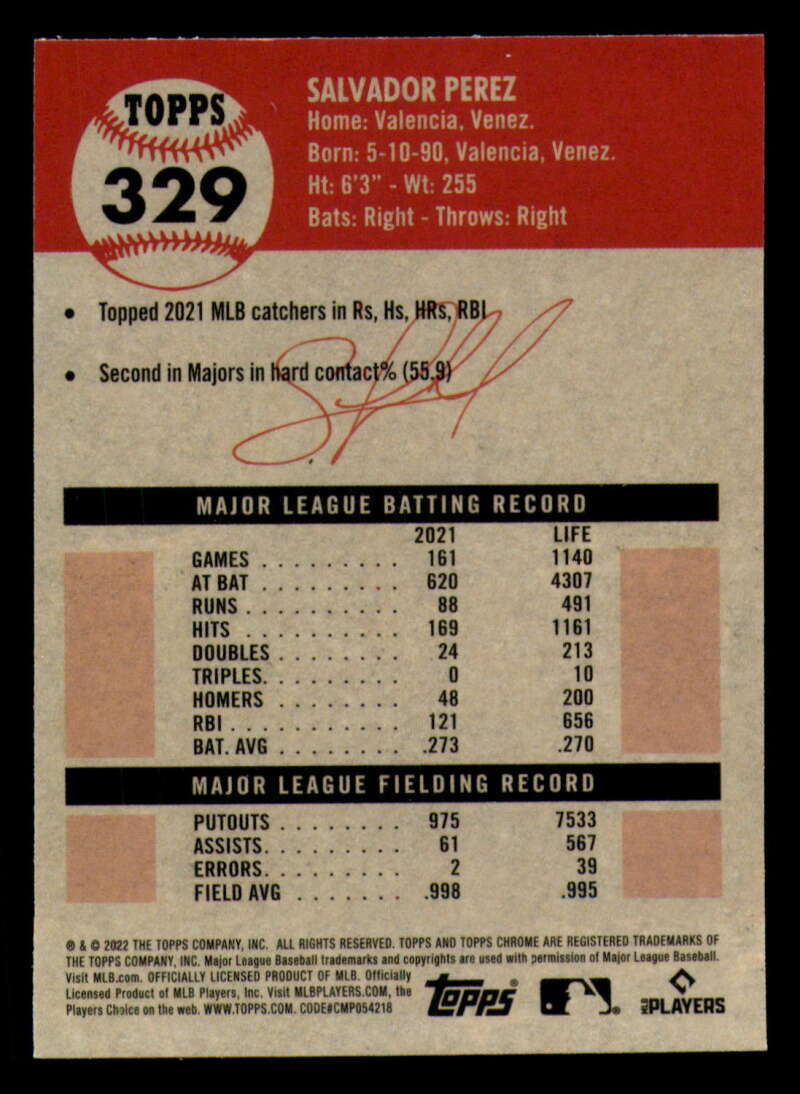 TOPPS
329
SALVADOR PEREZ
Home: Valencia, Venez.
Born: 5-10-90, Valencia, Venez.
Ht: 6'3" - Wt: 255
Bats: Right - Throws: Right
• Topped 2021 MLB catchers in Rs, Hs, HRs, RBI
• Second in Majors in hard contact% (55.9)
MAJOR LEAGUE BATTING RECORD
2021 LIFE
GAMES . . . . . . . . . . 161 1140
AT BAT . . . . . . . . . . 620 4307
RUNS . . . . . . . . . . 88 491
HITS . . . . . . . . . . 169 1161
DOUBLES . . . . . . . . 24 213
TRIPLES. . . . . . . . . 0 10
HOMERS . . . . . . . . 48 200
RBI . . . . . . . . . . . 121 656
BAT. AVG . . . . . . . . .273 .270
MAJOR LEAGUE FIELDING RECORD
PUTOUTS . . . . . . . . 975 7533
ASSISTS. . . . . . . . . 61 567
ERRORS. . . . . . . . . 2 39
FIELD AVG . . . . . . . .998 .995
® & © 2022 THE TOPPS COMPANY, INC. ALL RIGHTS RESERVED. TOPPS AND TOPPS CHROME ARE REGISTERED TRADEMARKS OF
THE TOPPS COMPANY, INC. Major League Baseball trademarks and copyrights are used with permission of Major League Baseball.
Visit MLB.com. OFFICIALLY LICENSED PRODUCT OF MLB. Officially
Licensed Product of MLB Players, Inc. Visit MLBPLAYERS.COM, the
Players Choice on the web. WWW.TOPPS.COM. CODE#CMP054218
Topps®
MLB PLAYERS